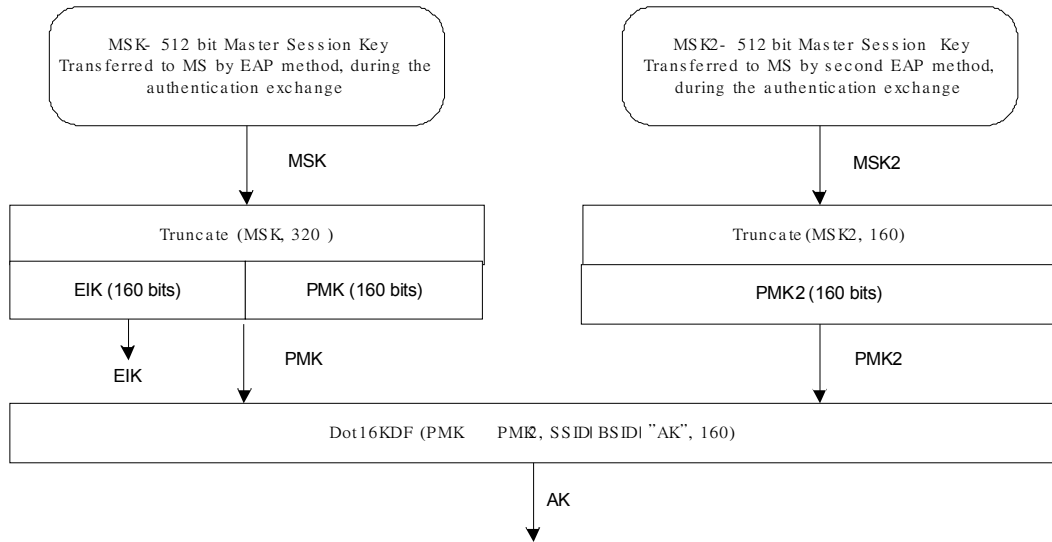 MSK- 512 bit Master Session Key
Transferred to MS by EAP method, during the
authentication exchange
MSK2- 512 bit Master Session Key
Transferred to MS by second EAP method,
during the authentication exchange
MSK
MSK2
Truncate (MSK, 320 )
Truncate(MSK2, 160)
EIK (160 bits)
PMK (160 bits)
PMK2 (160 bits)
EIK
PMK
PMK2
Dot16KDF (PMK PMK2, SSID|BSID|”AK”, 160)
AK